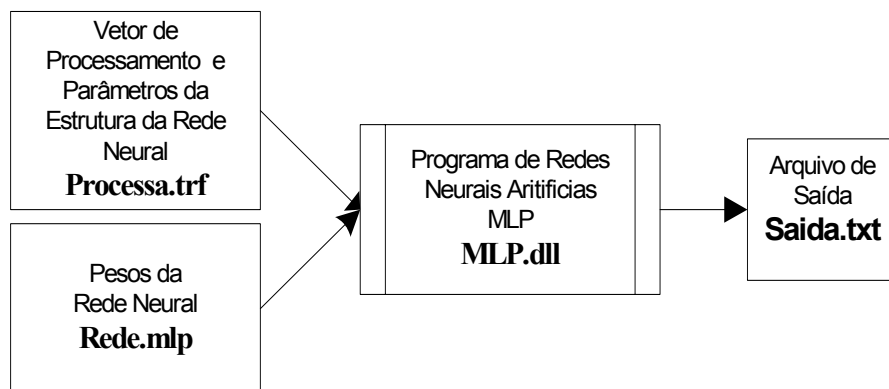 Vetor de
Processamento e
Parâmetros da
Estrutura da Rede
Neural
Processa.trf
Pesos da
Rede Neural
Rede.mlp
Programa de Redes
Neurais Aritificias
MLP
MLP.dll
Arquivo de
Saída
Saida.txt